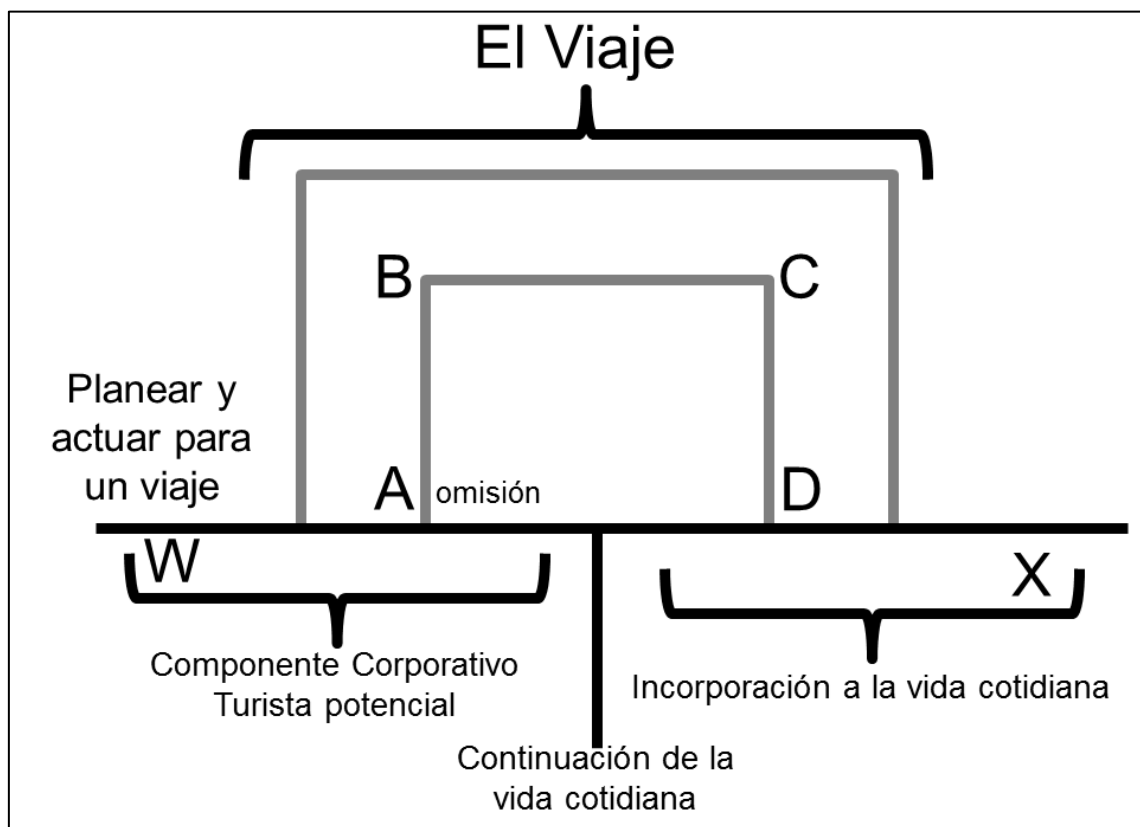 El Viaje
B
C
Planear y
actuar para
un viaje
A
omisión
D
W
X
Componente Corporativo
Turista potencial
Incorporación a la vida cotidiana
Continuación de la
vida cotidiana